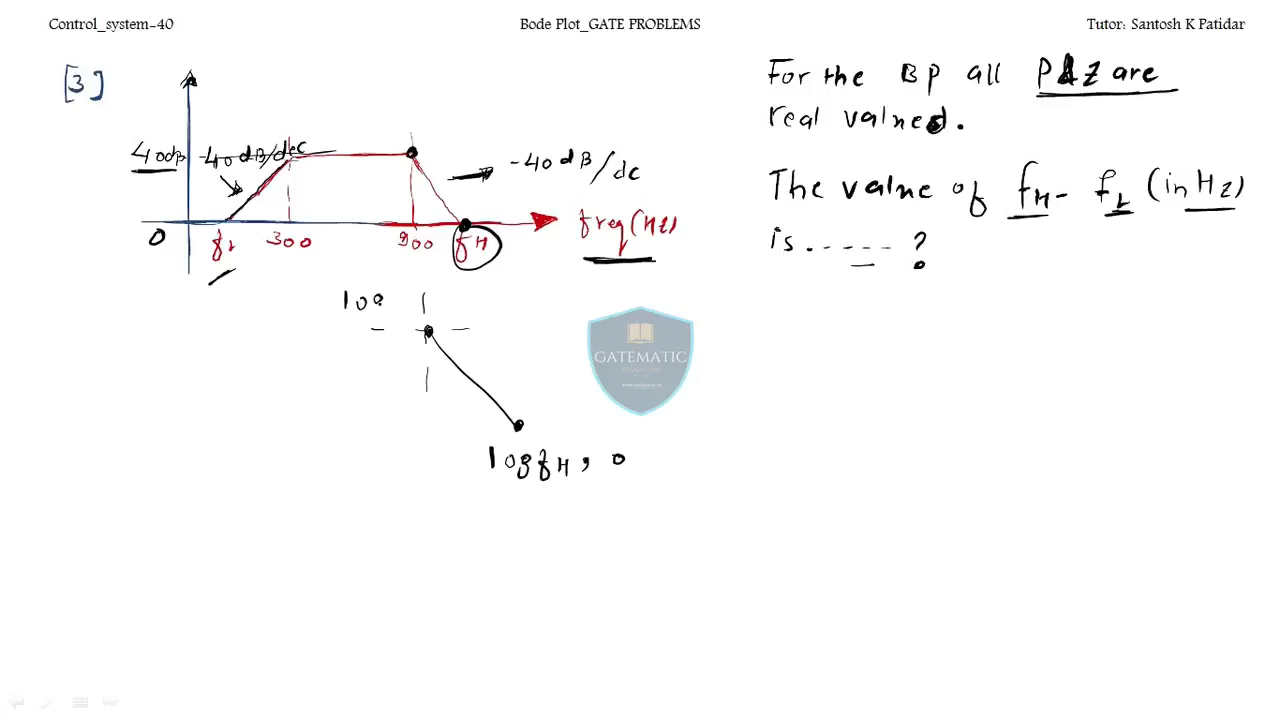 Control_system-40
Bode Plot_GATE PROBLEMS
Tutor: Santosh K Patidar
[3]
For the BP all P&Z are
real valued.
40dB
-40dB/dec
-40dB/dc
The value of fH - fL (in Hz)
is ...... ?
0
fL
300
900
fH
freq(Hz)
log
GATEMATIC
EDUCATION
log fH, 0